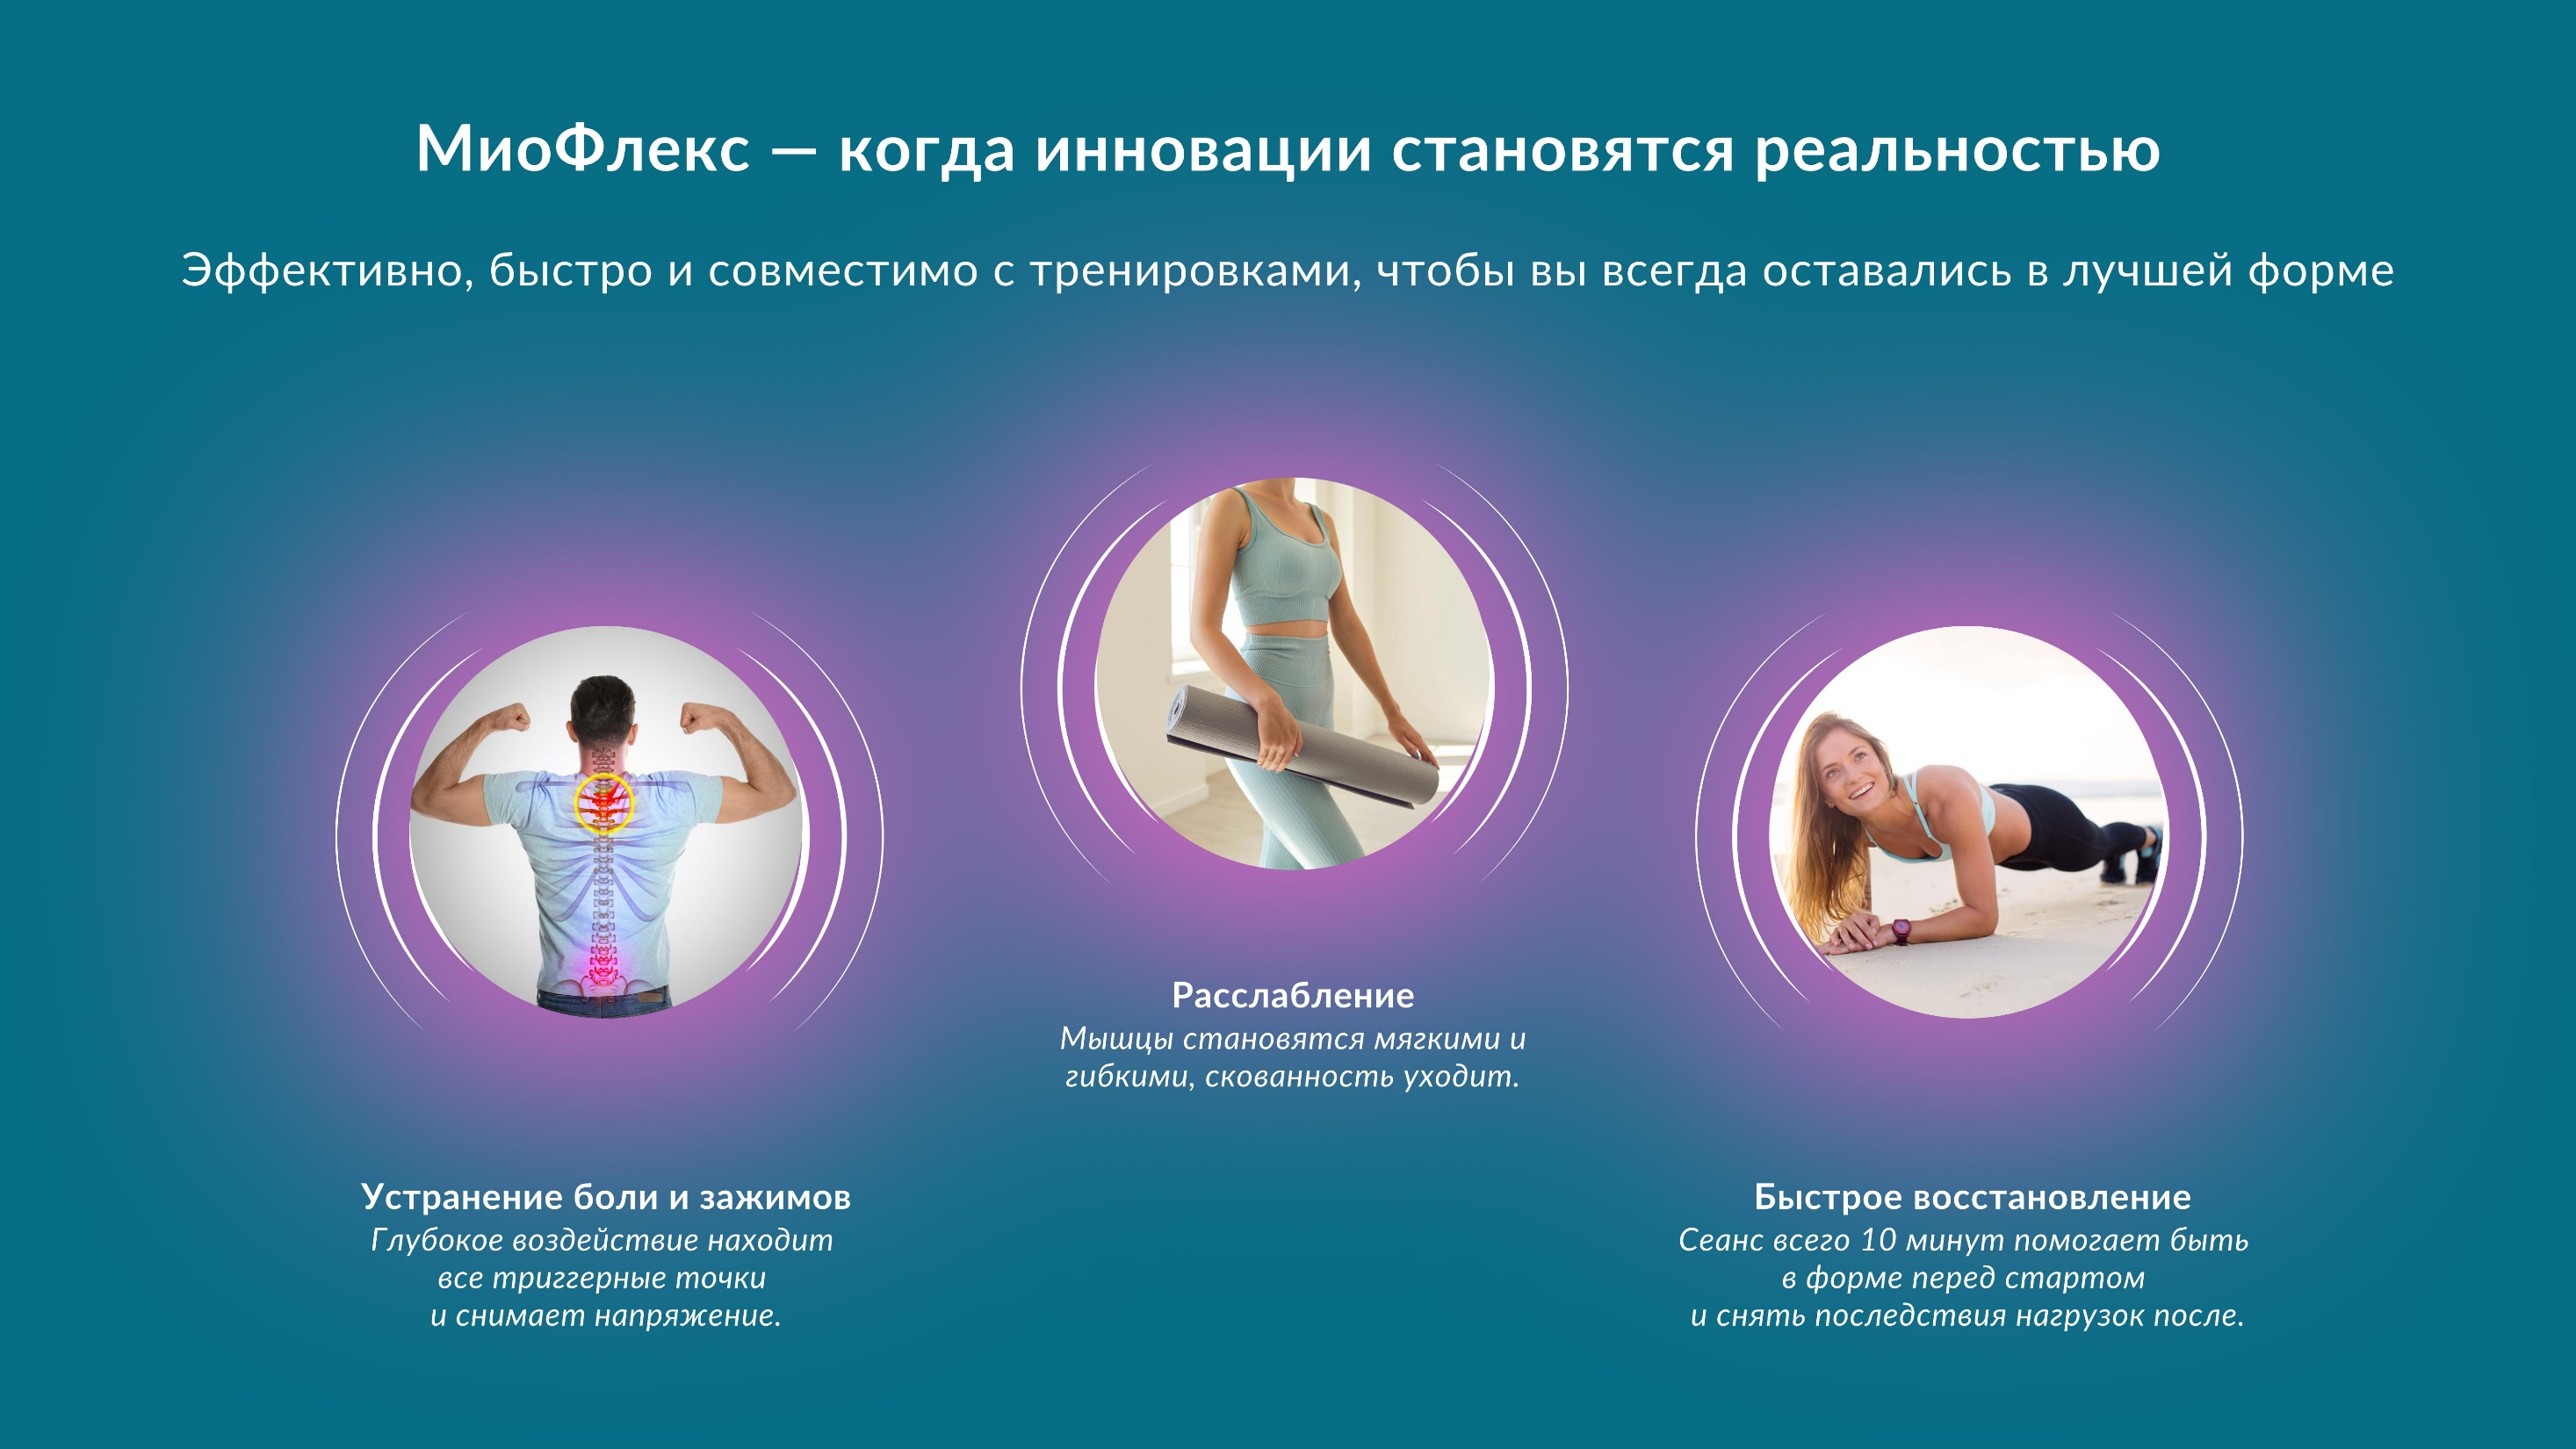 МиоФлекс — когда инновации становятся реальностью
Эффективно, быстро и совместимо с тренировками, чтобы вы всегда оставались в лучшей форме
Расслабление
Мышцы становятся мягкими и
гибкими, скованность уходит.
Устранение боли и зажимов
Глубокое воздействие находит
все триггерные точки
и снимает напряжение.
Быстрое восстановление
Сеанс всего 10 минут помогает быть
в форме перед стартом
и снять последствия нагрузок после.